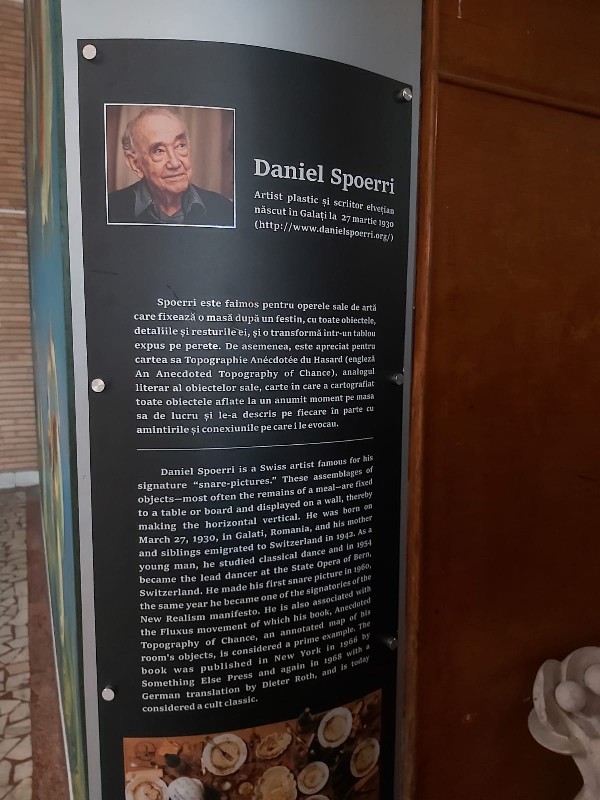 Daniel Spoerri
Artist plastic și scriitor elvețian
născut în Galați la 27 martie 1930
(http://www.danielspoerri.org/)
Spoerri este faimos pentru operele sale de artă
care fixează o masă după un festin, cu toate obiectele,
detaliile și resturile ei, și o transformă într-un tablou
expus pe perete. De asemenea, este apreciat pentru
cartea sa Topographie Anécdotée du Hasard (engleză
An Anecdoted Topography of Chance), analogul
literar al obiectelor sale, carte în care a cartografiat
toate obiectele aflate la un anumit moment pe masa
sa de lucru și le-a descris pe fiecare în parte cu
amintirile și conexiunile pe care i le evocau.
Daniel Spoerri is a Swiss artist famous for his
signature “snare-pictures.” These assemblages of
objects—most often the remains of a meal—are fixed
to a table or board and displayed on a wall, thereby
making the horizontal vertical. He was born on
March 27, 1930, in Galati, Romania, and his mother
and siblings emigrated to Switzerland in 1942. As a
young man, he studied classical dance and in 1954
became the lead dancer at the State Opera of Bern,
Switzerland. He made his first snare picture in 1960,
the same year he became one of the signatories of the
New Realism manifesto. He is also associated with
the Fluxus movement of which his book, Anecdoted
Topography of Chance, an annotated map of his
room's objects, is considered a prime example. The
book was published in New York in 1966 by
Something Else Press and again in 1968 with a
German translation by Dieter Roth, and is today
considered a cult classic.